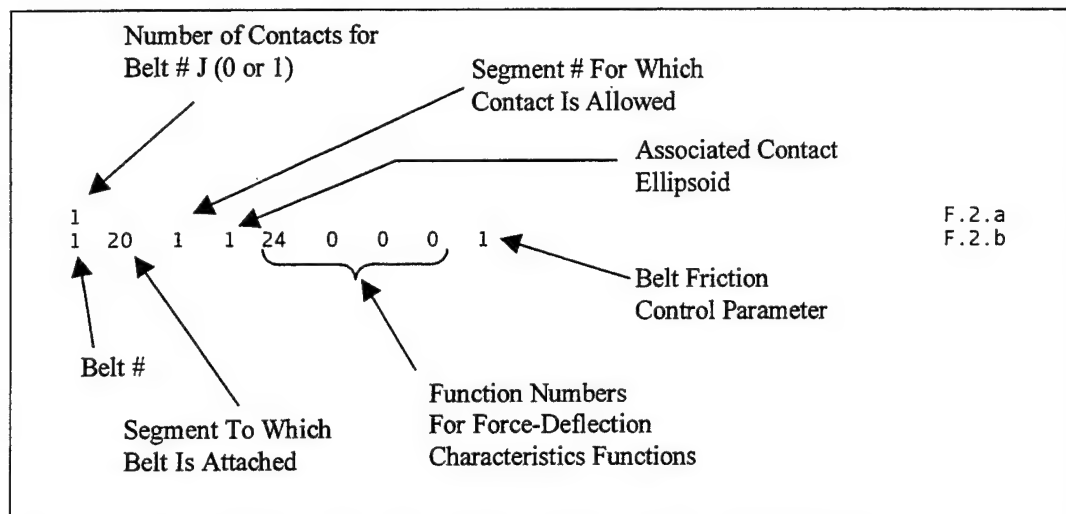 Number of Contacts for
Belt # J (0 or 1)
Segment # For Which
Contact Is Allowed
Associated Contact
Ellipsoid
1 F.2.a
1 20 1 1 24 0 0 0 1 F.2.b
Belt Friction
Control Parameter
Belt #
Function Numbers
For Force-Deflection
Characteristics Functions
Segment To Which
Belt Is Attached